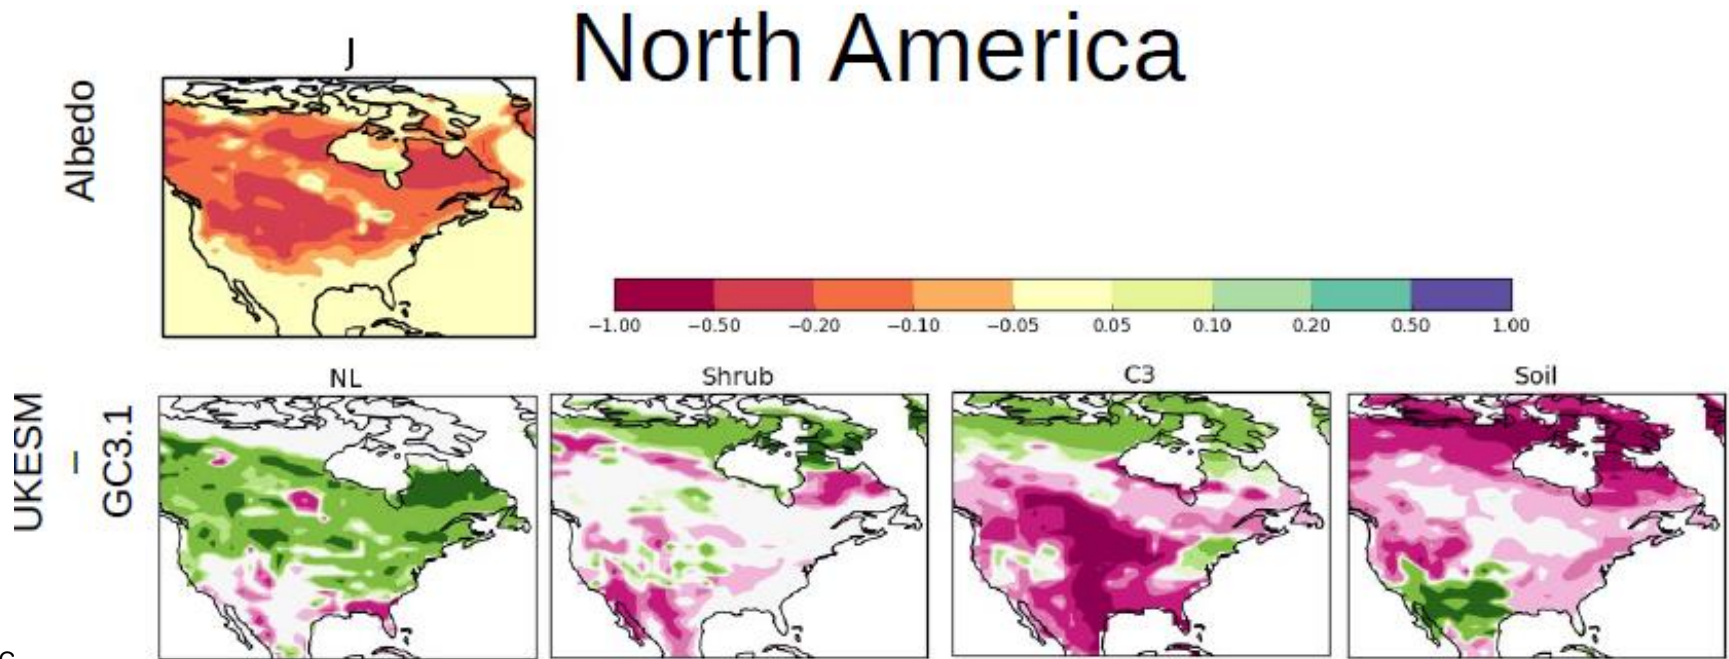 North America
J
Albedo
−1.00 −0.50 −0.20 −0.10 −0.05 0.05 0.10 0.20 0.50 1.00
NL Shrub C3 Soil
UKESM
–
GC3.1